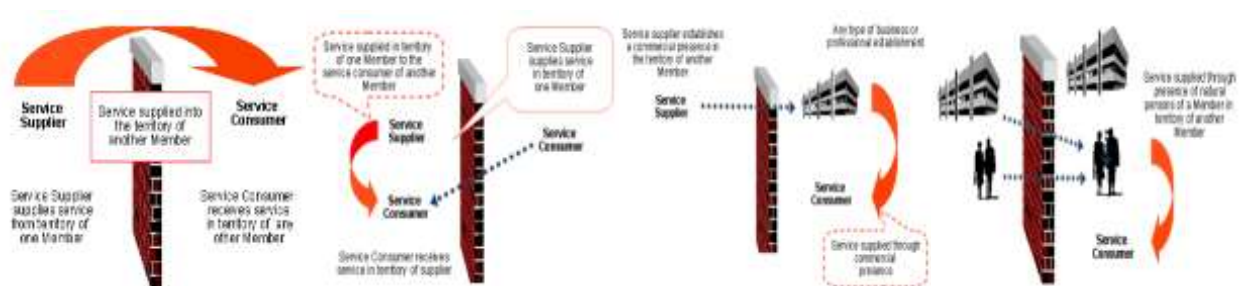 Service
Supplier
Service supplied into
the territory of
another Member
Service
Consumer
Service Supplier
supplies service
from territory of
one Member
Service Consumer
receives service
in territory of any
other Member
Service supplied in territory
of one Member to the
service consumer of another
Member
Service Supplier
supplies service
in territory of
one Member
Service
Supplier
Service
Consumer
Service
Consumer
Service Consumer receives
service in territory of supplier
Service supplier establishes
a commercial presence in
the territory of another
Member
Any type of business or
professional establishment
Service
Supplier
Service
Consumer
Service supplied through
commercial
presence
Service supplied through
presence of natural
persons of a Member in
territory of another
Member
Service
Consumer